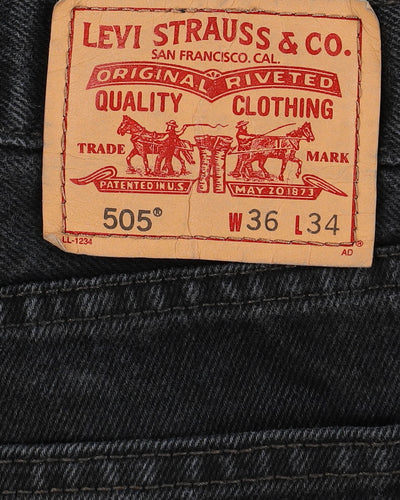 LEVI STRAUSS & CO.
SAN FRANCISCO, CAL.
ORIGINAL RIVETED
QUALITY CLOTHING
TRADE MARK
PATENTED IN U.S. MAY 20 1873
505® W36 L34
LL-1234 AD ®